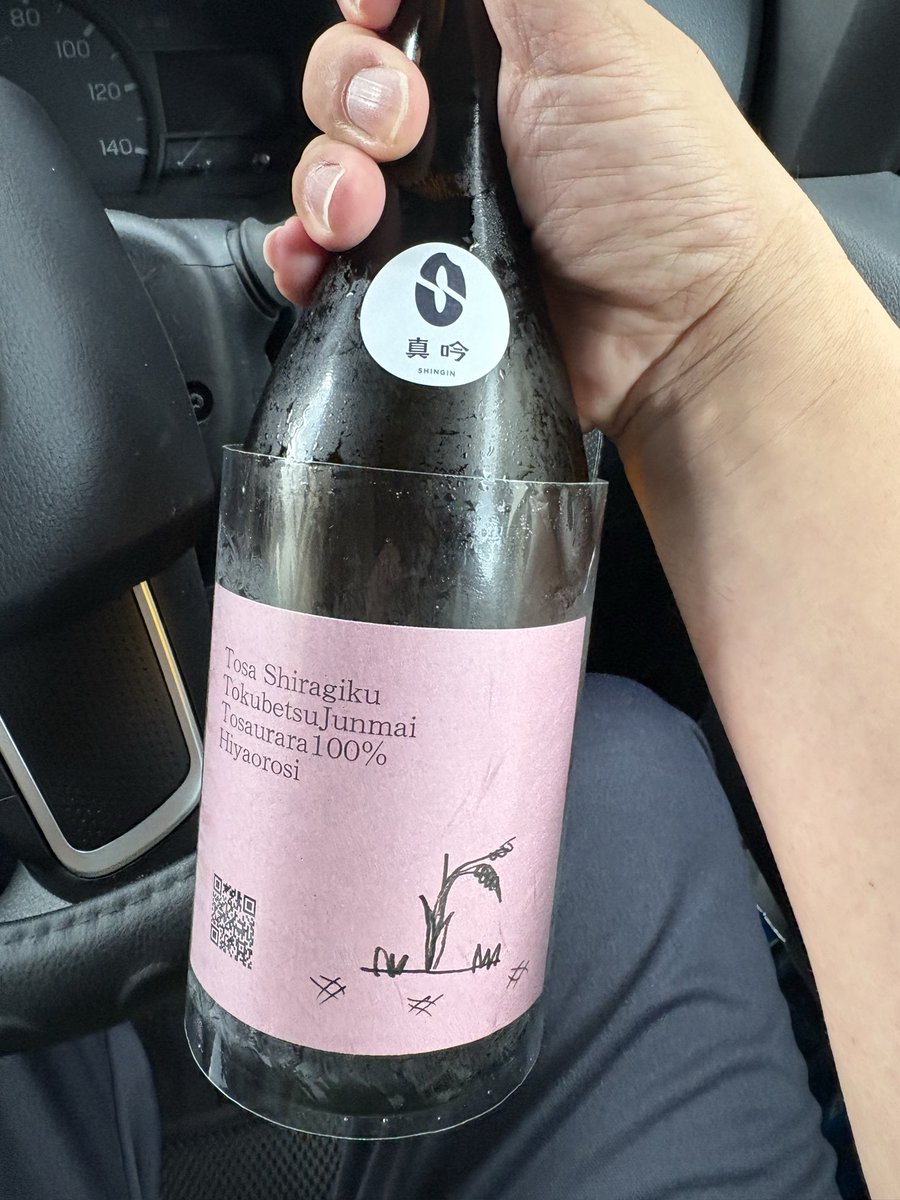 80
100
120
140
真吟
SHINGIN
Tosa Shiragiku
TokubetsuJunmai
Tosaurara100%
Hiyaorosi